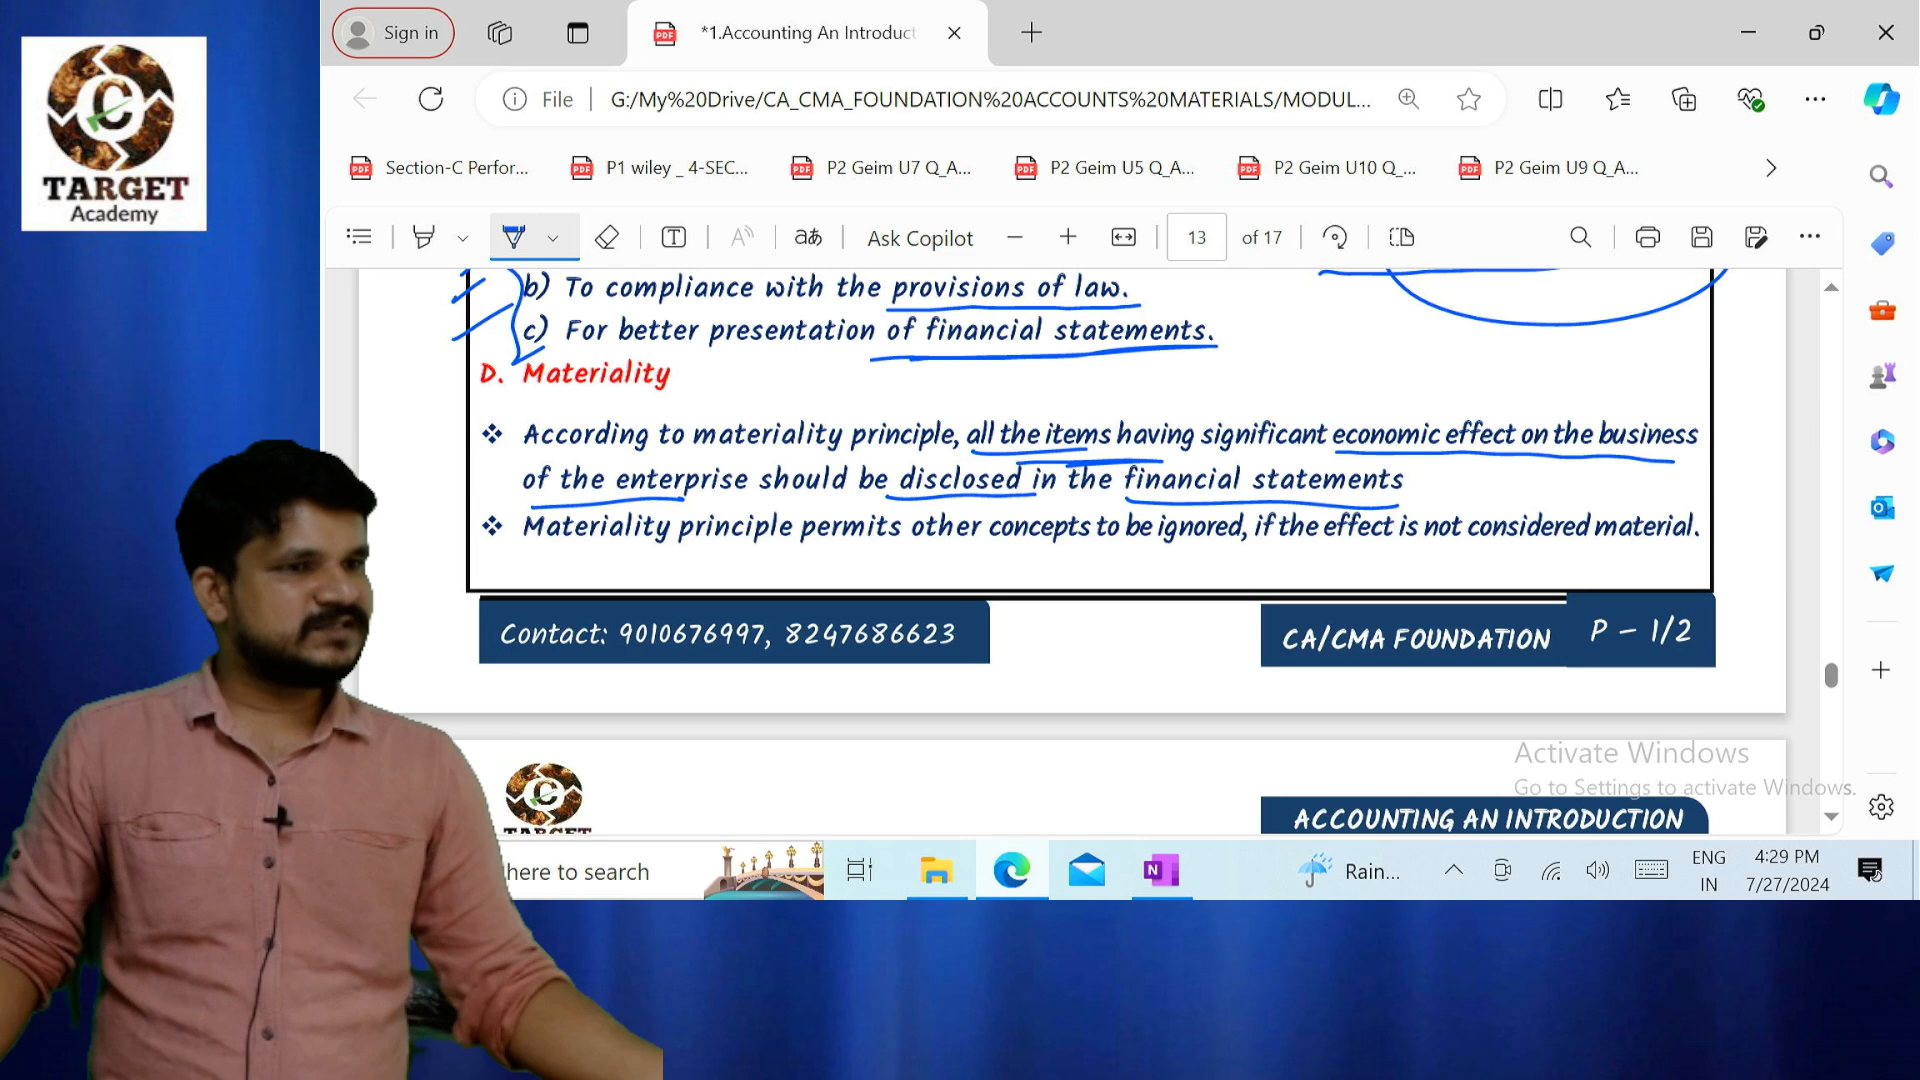 TARGET
Academy
Sign in
*1.Accounting An Introduct
File
G:/My%20Drive/CA_CMA_FOUNDATION%20ACCOUNTS%20MATERIALS/MODUL...
Section-C Perfor...
P1 wiley _ 4-SEC...
P2 Geim U7 Q_A...
P2 Geim U5 Q_A...
P2 Geim U10 Q_...
P2 Geim U9 Q_A...
aあ
Ask Copilot
13
of 17
b) To compliance with the provisions of law.
c) For better presentation of financial statements.
D. Materiality
❖ According to materiality principle, all the items having significant economic effect on the business
of the enterprise should be disclosed in the financial statements
❖ Materiality principle permits other concepts to be ignored, if the effect is not considered material.
Contact: 9010676997, 8247686623
CA/CMA FOUNDATION
P – 1/2
Activate Windows
Go to Settings to activate Windows.
TARGET
ACCOUNTING AN INTRODUCTION
here to search
Rain...
ENG
IN
4:29 PM
7/27/2024